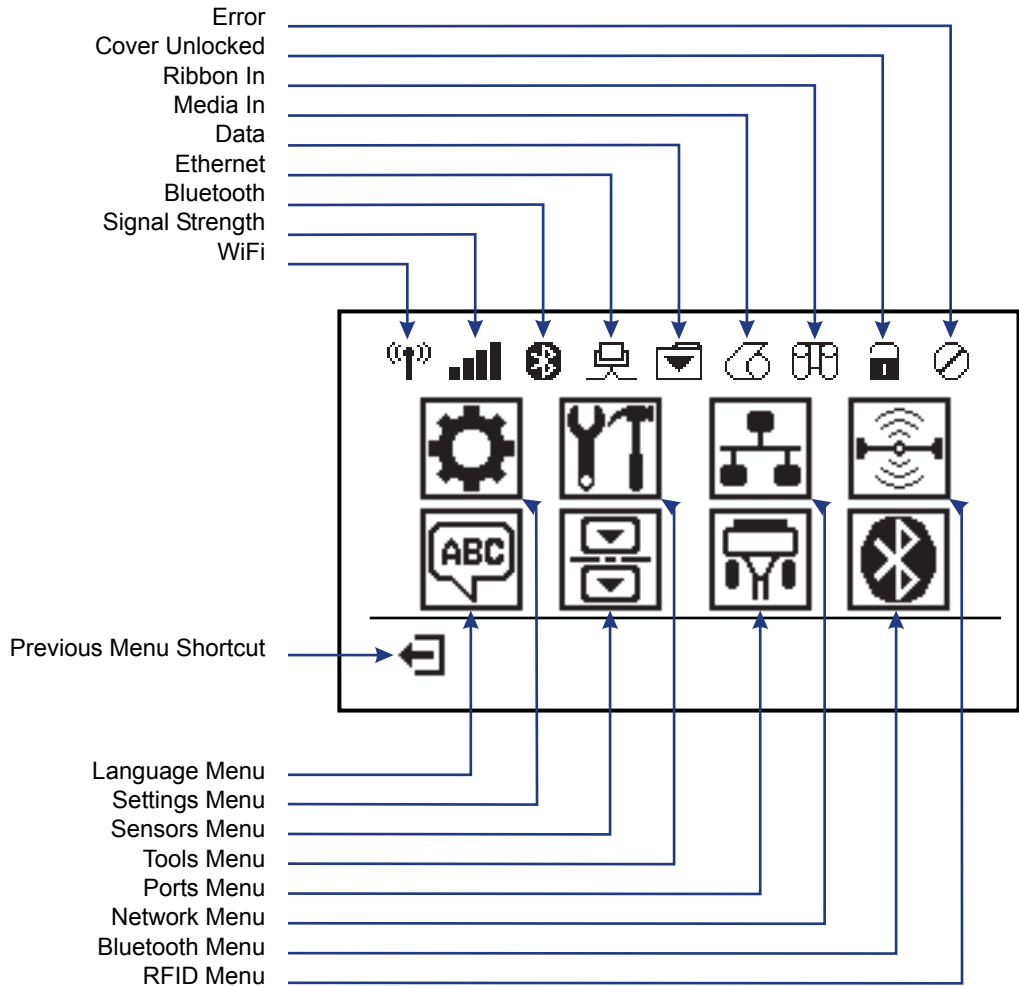 Error
Cover Unlocked
Ribbon In
Media In
Data
Ethernet
Bluetooth
Signal Strength
WiFi
ABC
Previous Menu Shortcut
Language Menu
Settings Menu
Sensors Menu
Tools Menu
Ports Menu
Network Menu
Bluetooth Menu
RFID Menu